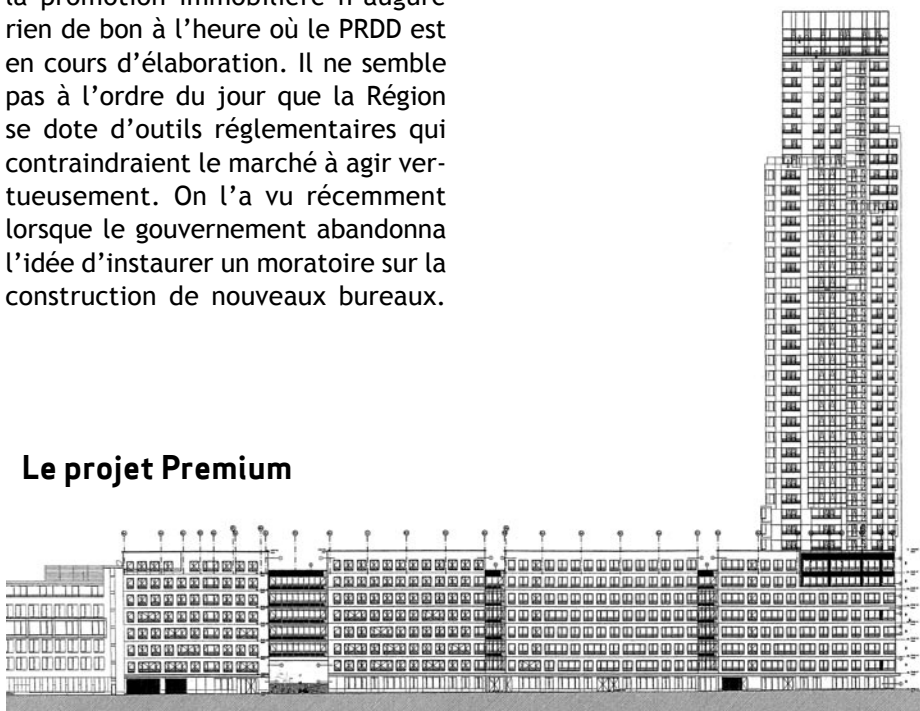 la promotion immobilière n'augure
rien de bon à l'heure où le PRDD est
en cours d'élaboration. Il ne semble
pas à l'ordre du jour que la Région
se dote d'outils réglementaires qui
contraindraient le marché à agir ver-
tueusement. On l'a vu récemment
lorsque le gouvernement abandonna
l'idée d'instaurer un moratoire sur la
construction de nouveaux bureaux.
Le projet Premium